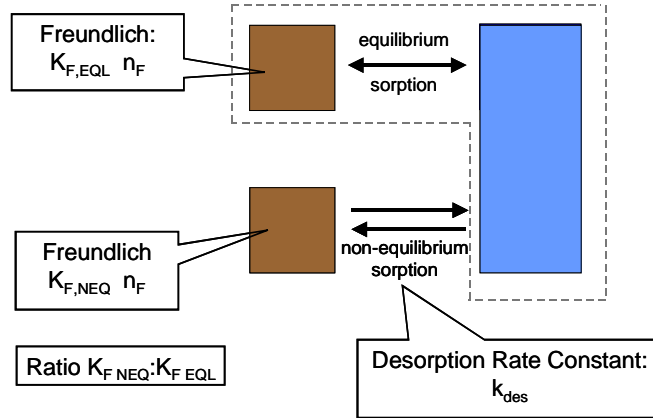 Freundlich:
K_F,EQL n_F
equilibrium
sorption
Freundlich
K_F,NEQ n_F
non-equilibrium
sorption
Ratio K_F NEQ:K_F EQL
Desorption Rate Constant:
k_des